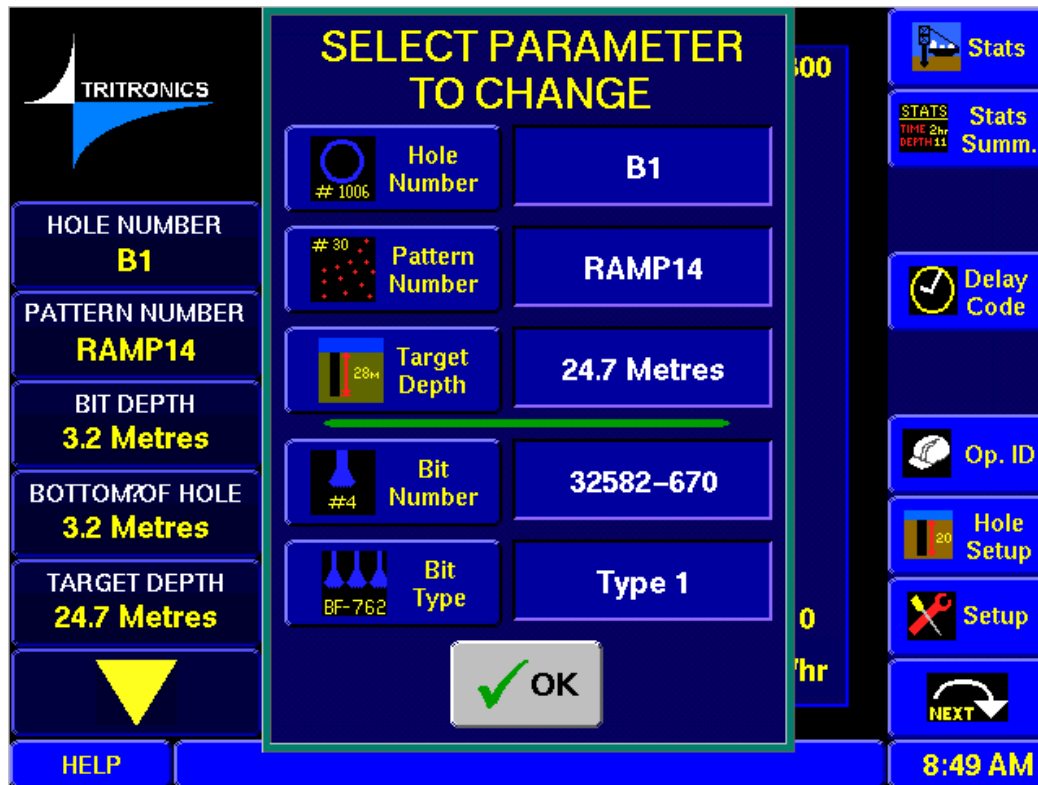 TRITRONICS
HOLE NUMBER
B1
PATTERN NUMBER
RAMP14
BIT DEPTH
3.2 Metres
BOTTOM?OF HOLE
3.2 Metres
TARGET DEPTH
24.7 Metres
HELP
SELECT PARAMETER
TO CHANGE
# 1006
Hole
Number
B1
# 30
Pattern
Number
RAMP14
28M
Target
Depth
24.7 Metres
#4
Bit
Number
32582–670
BF-762
Bit
Type
Type 1
OK
0
/hr
Stats
STATS
TIME 2hr
DEPTH 11
Stats
Summ.
Delay
Code
Op. ID
20
Hole
Setup
Setup
NEXT
8:49 AM